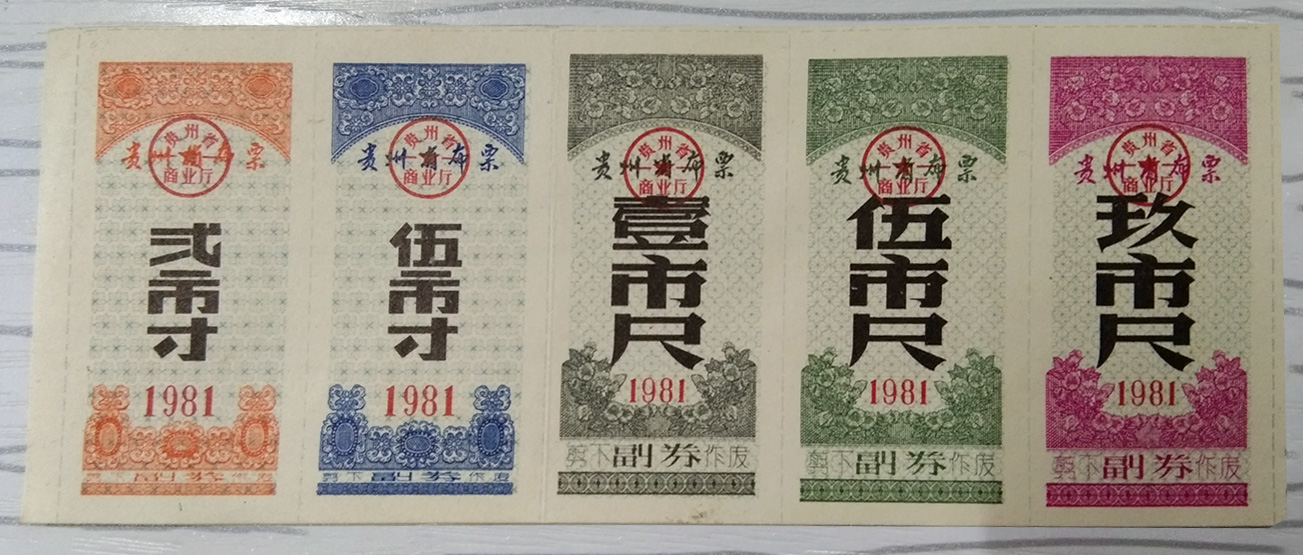 贵州省布票
贵州省
商业厅
贰市寸
1981
剪下副券作废
贵州省布票
贵州省
商业厅
伍市寸
1981
剪下副券作废
贵州省布票
贵州省
商业厅
壹市尺
1981
剪下副券作废
贵州省布票
贵州省
商业厅
伍市尺
1981
剪下副券作废
贵州省布票
贵州省
商业厅
玖市尺
1981
剪下副券作废